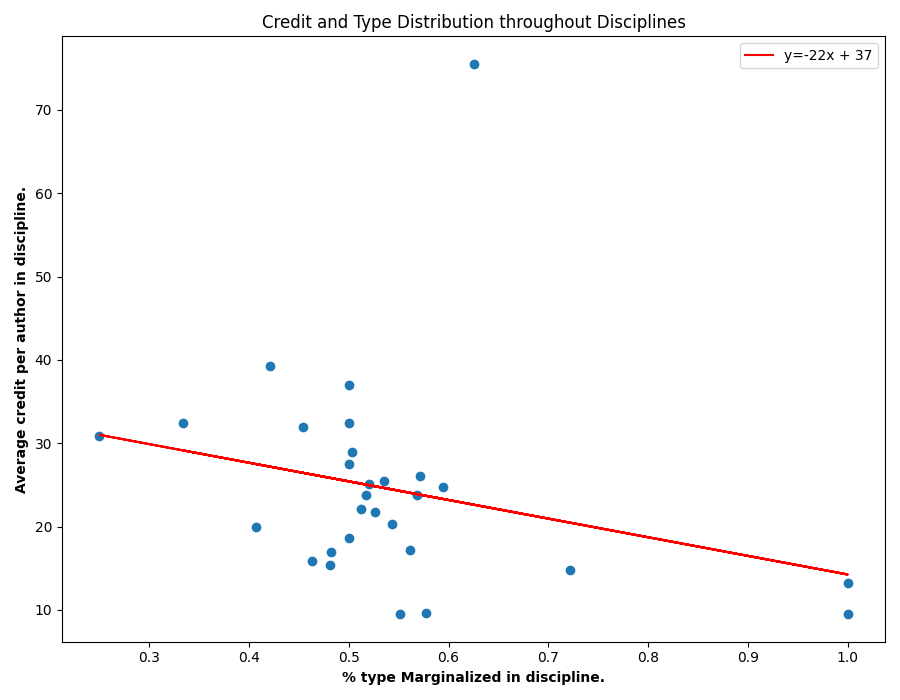 Credit and Type Distribution throughout Disciplines
y=-22x + 37
Average credit per author in discipline.
70
60
50
40
30
20
10
0.3 0.4 0.5 0.6 0.7 0.8 0.9 1.0
% type Marginalized in discipline.